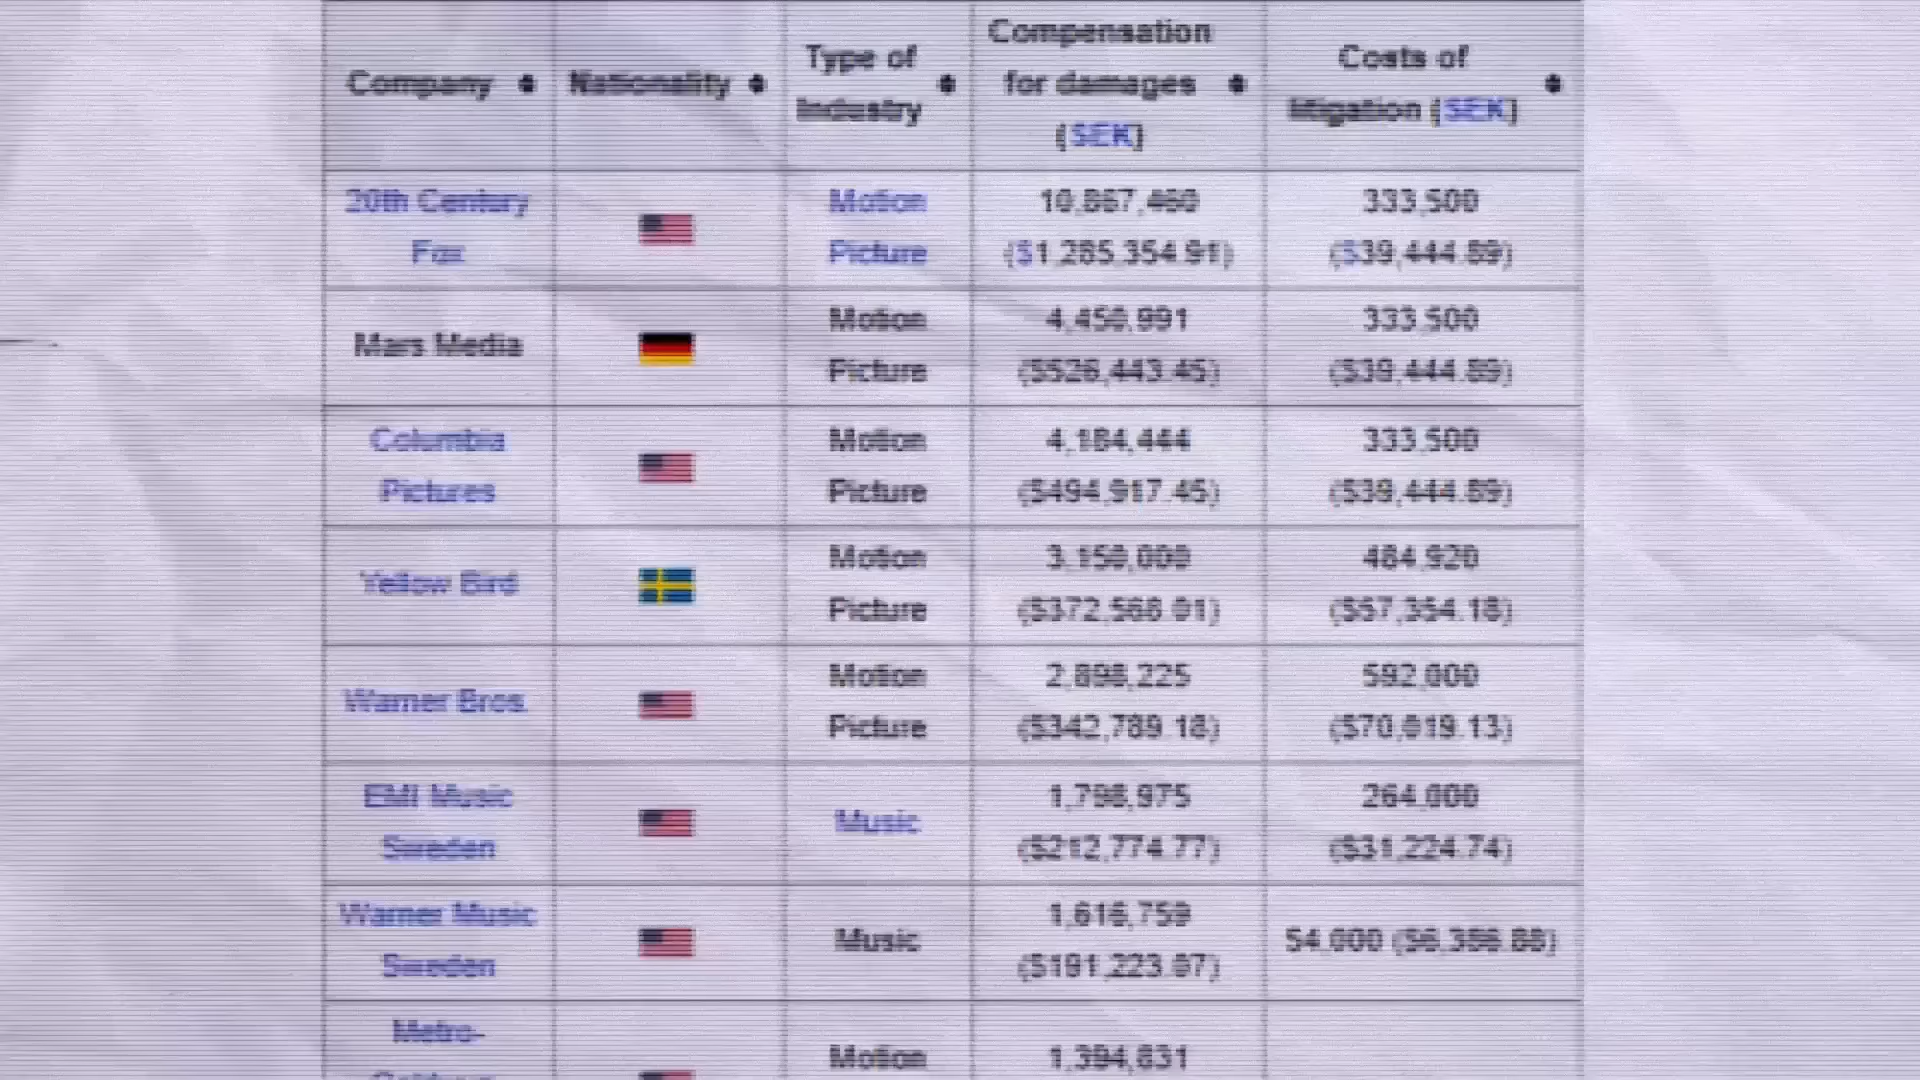 Company
Nationality
Type of
Industry
Compensation
for damages
(SEK)
Costs of
litigation (SEK)
20th Century
Fox
Motion
Picture
10,867,460
($1,285,354.91)
333,500
($39,444.89)
Mars Media
Motion
Picture
4,450,991
($526,443.45)
333,500
($39,444.89)
Columbia
Pictures
Motion
Picture
4,184,444
($494,917.45)
333,500
($39,444.89)
Yellow Bird
Motion
Picture
3,150,000
($372,568.01)
484,920
($57,354.18)
Warner Bros.
Motion
Picture
2,898,225
($342,789.18)
592,000
($70,019.13)
EMI Music
Sweden
Music
1,798,975
($212,774.77)
264,000
($31,224.74)
Warner Music
Sweden
Music
1,616,759
($191,223.07)
54,000 ($6,386.88)
Metro-
Motion
1,394,831